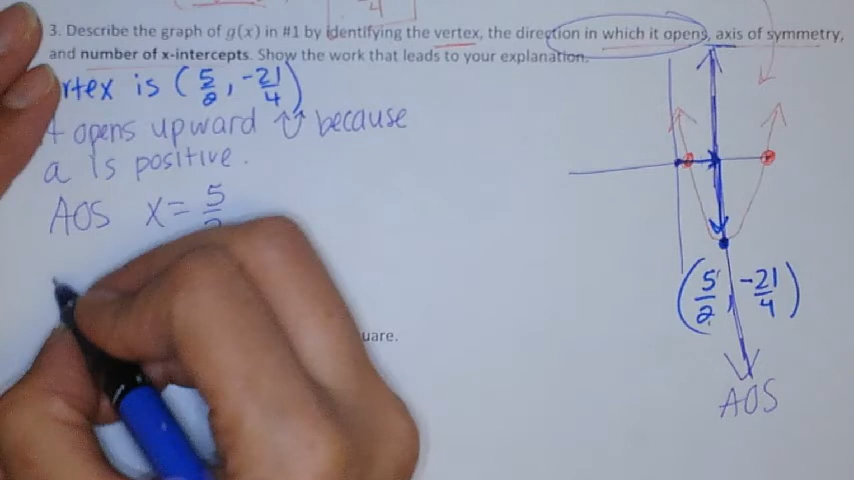 -4
3. Describe the graph of g(x) in #1 by identifying the vertex, the direction in which it opens, axis of symmetry,
and number of x-intercepts. Show the work that leads to your explanation.
rtex is (5/2, -21/4)
opens upward because
a is positive.
AOS x = 5
uare.
(5/2, -21/4)
AOS